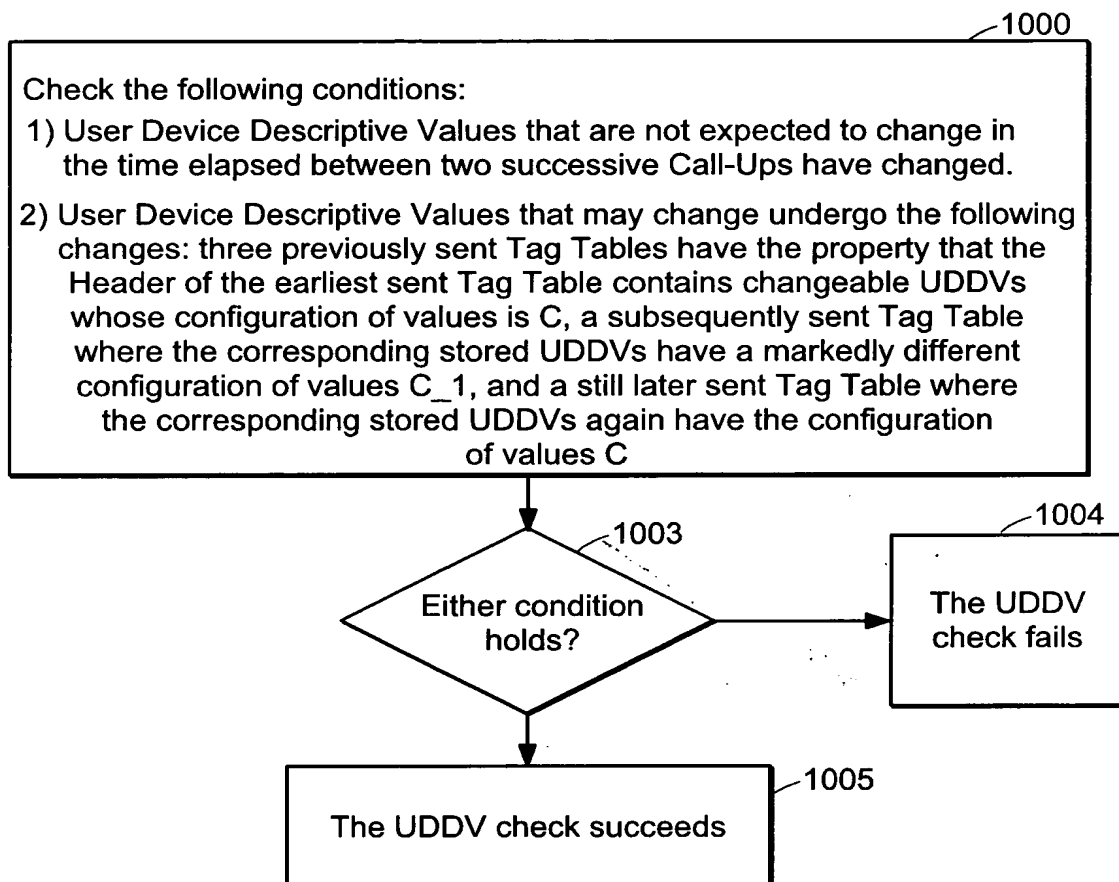 1000
Check the following conditions:
1) User Device Descriptive Values that are not expected to change in
the time elapsed between two successive Call-Ups have changed.
2) User Device Descriptive Values that may change undergo the following
changes: three previously sent Tag Tables have the property that the
Header of the earliest sent Tag Table contains changeable UDDVs
whose configuration of values is C, a subsequently sent Tag Table
where the corresponding stored UDDVs have a markedly different
configuration of values C_1, and a still later sent Tag Table where
the corresponding stored UDDVs again have the configuration
of values C
1003
Either condition
holds?
1004
The UDDV
check fails
1005
The UDDV check succeeds